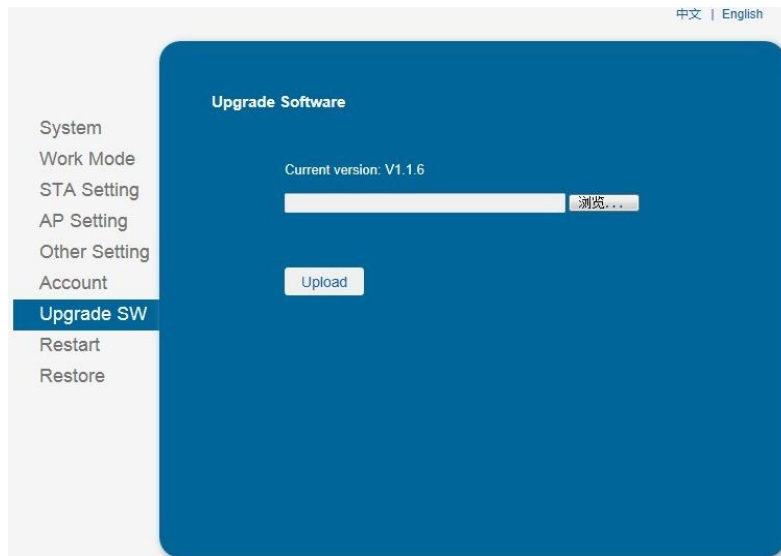 中文 | English
Upgrade Software
System
Work Mode
STA Setting
AP Setting
Other Setting
Account
Upgrade SW
Restart
Restore
Current version: V1.1.6
浏览...
Upload